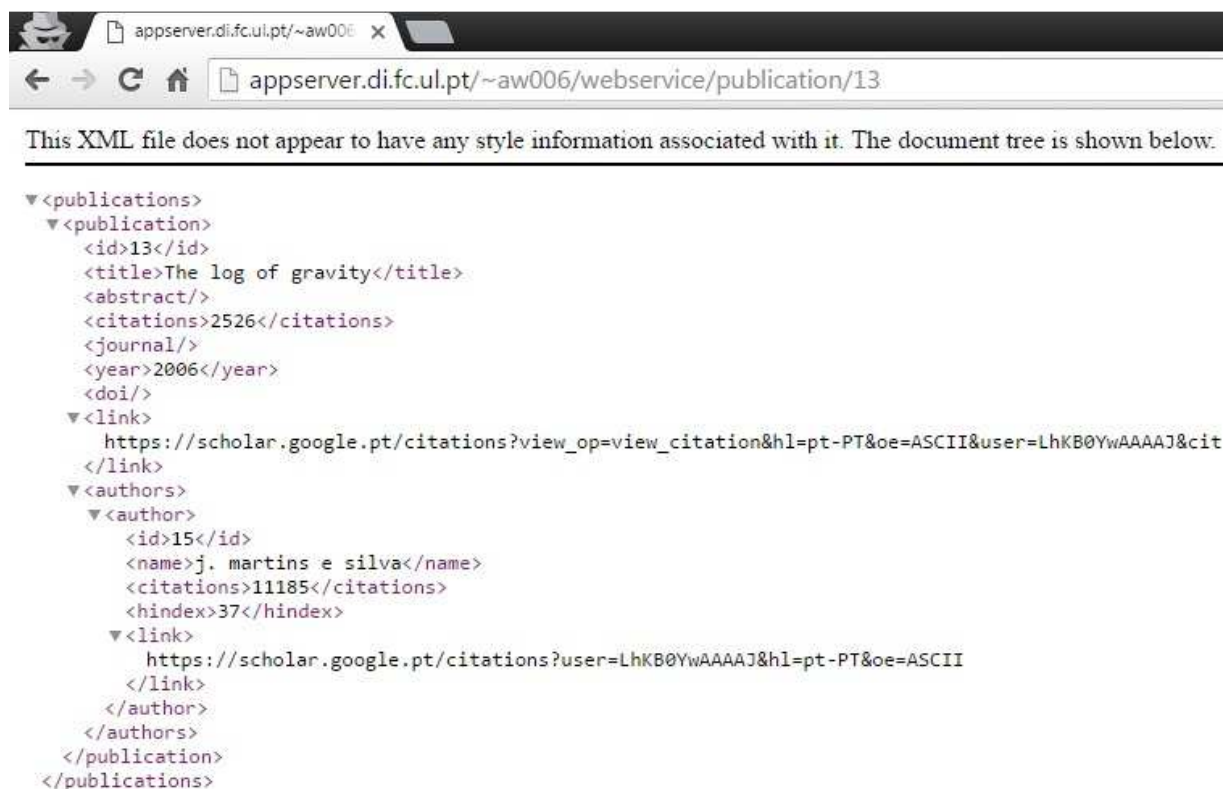 appserver.di.fc.ul.pt/~aw006
appserver.di.fc.ul.pt/~aw006/webservice/publication/13
This XML file does not appear to have any style information associated with it. The document tree is shown below.
▼<publications>
▼<publication>
<id>13</id>
<title>The log of gravity</title>
<abstract/>
<citations>2526</citations>
<journal/>
<year>2006</year>
<doi/>
▼<link>
https://scholar.google.pt/citations?view_op=view_citation&hl=pt-PT&oe=ASCII&user=LhKB0YwAAAAJ&cit
</link>
▼<authors>
▼<author>
<id>15</id>
<name>j. martins e silva</name>
<citations>11185</citations>
<hindex>37</hindex>
▼<link>
https://scholar.google.pt/citations?user=LhKB0YwAAAAJ&hl=pt-PT&oe=ASCII
</link>
</author>
</authors>
</publication>
</publications>